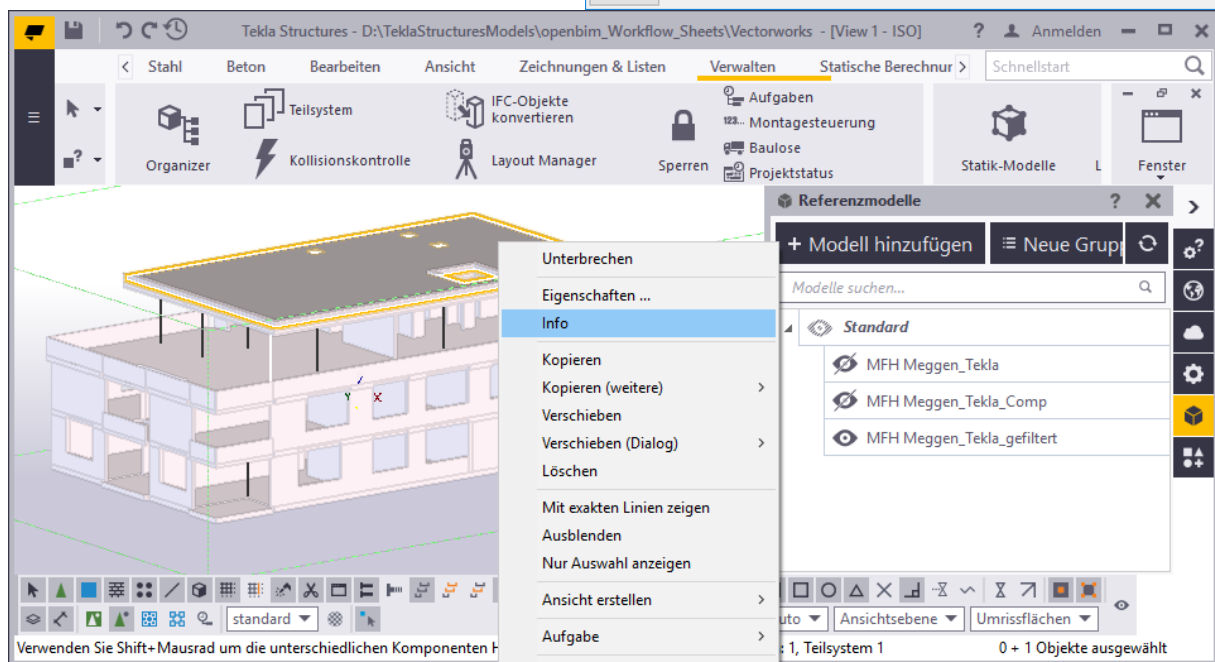 Tekla Structures - D:\TeklaStructuresModels\openbim_Workflow_Sheets\Vectorworks - [View 1 - ISO] ? Anmelden
Stahl Beton Bearbeiten Ansicht Zeichnungen & Listen Verwalten Statische Berechnur Schnellstart
Organizer
Teilsystem
Kollisionskontrolle
IFC-Objekte
konvertieren
Layout Manager
Sperren
Aufgaben
123... Montagesteuerung
Baulose
Projektstatus
Statik-Modelle
L
Fenster
Referenzmodelle ?
+ Modell hinzufügen Neue Grupp
Modelle suchen...
Standard
MFH Meggen_Tekla
MFH Meggen_Tekla_Comp
MFH Meggen_Tekla_gefiltert
Y X
Unterbrechen
Eigenschaften ...
Info
Kopieren
Kopieren (weitere)
Verschieben
Verschieben (Dialog)
Löschen
Mit exakten Linien zeigen
Ausblenden
Nur Auswahl anzeigen
Ansicht erstellen
Aufgabe
standard
uto Ansichtsebene Umrissflächen
Verwenden Sie Shift+Mausrad um die unterschiedlichen Komponenten H
: 1, Teilsystem 1 0 + 1 Objekte ausgewählt